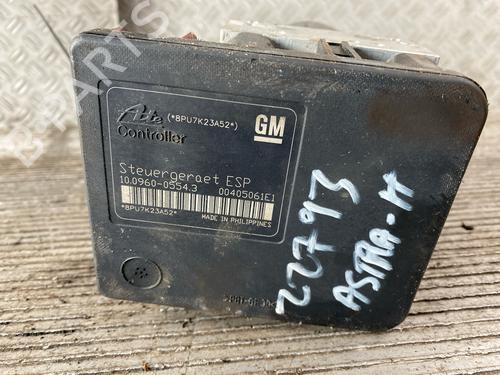 Ate (*8PU7K23A52*)
Controller
GM
Steuergeraet ESP
10.0960-0554.3 00405061E1
*8PU7K23A52*
MADE IN PHILIPPINES
22793
ASTRA-H